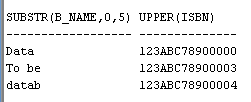 SUBSTR(B_NAME,0,5) UPPER(ISBN)
------------------ --------------
Data 123ABC78900000
To be 123ABC78900003
datab 123ABC78900004